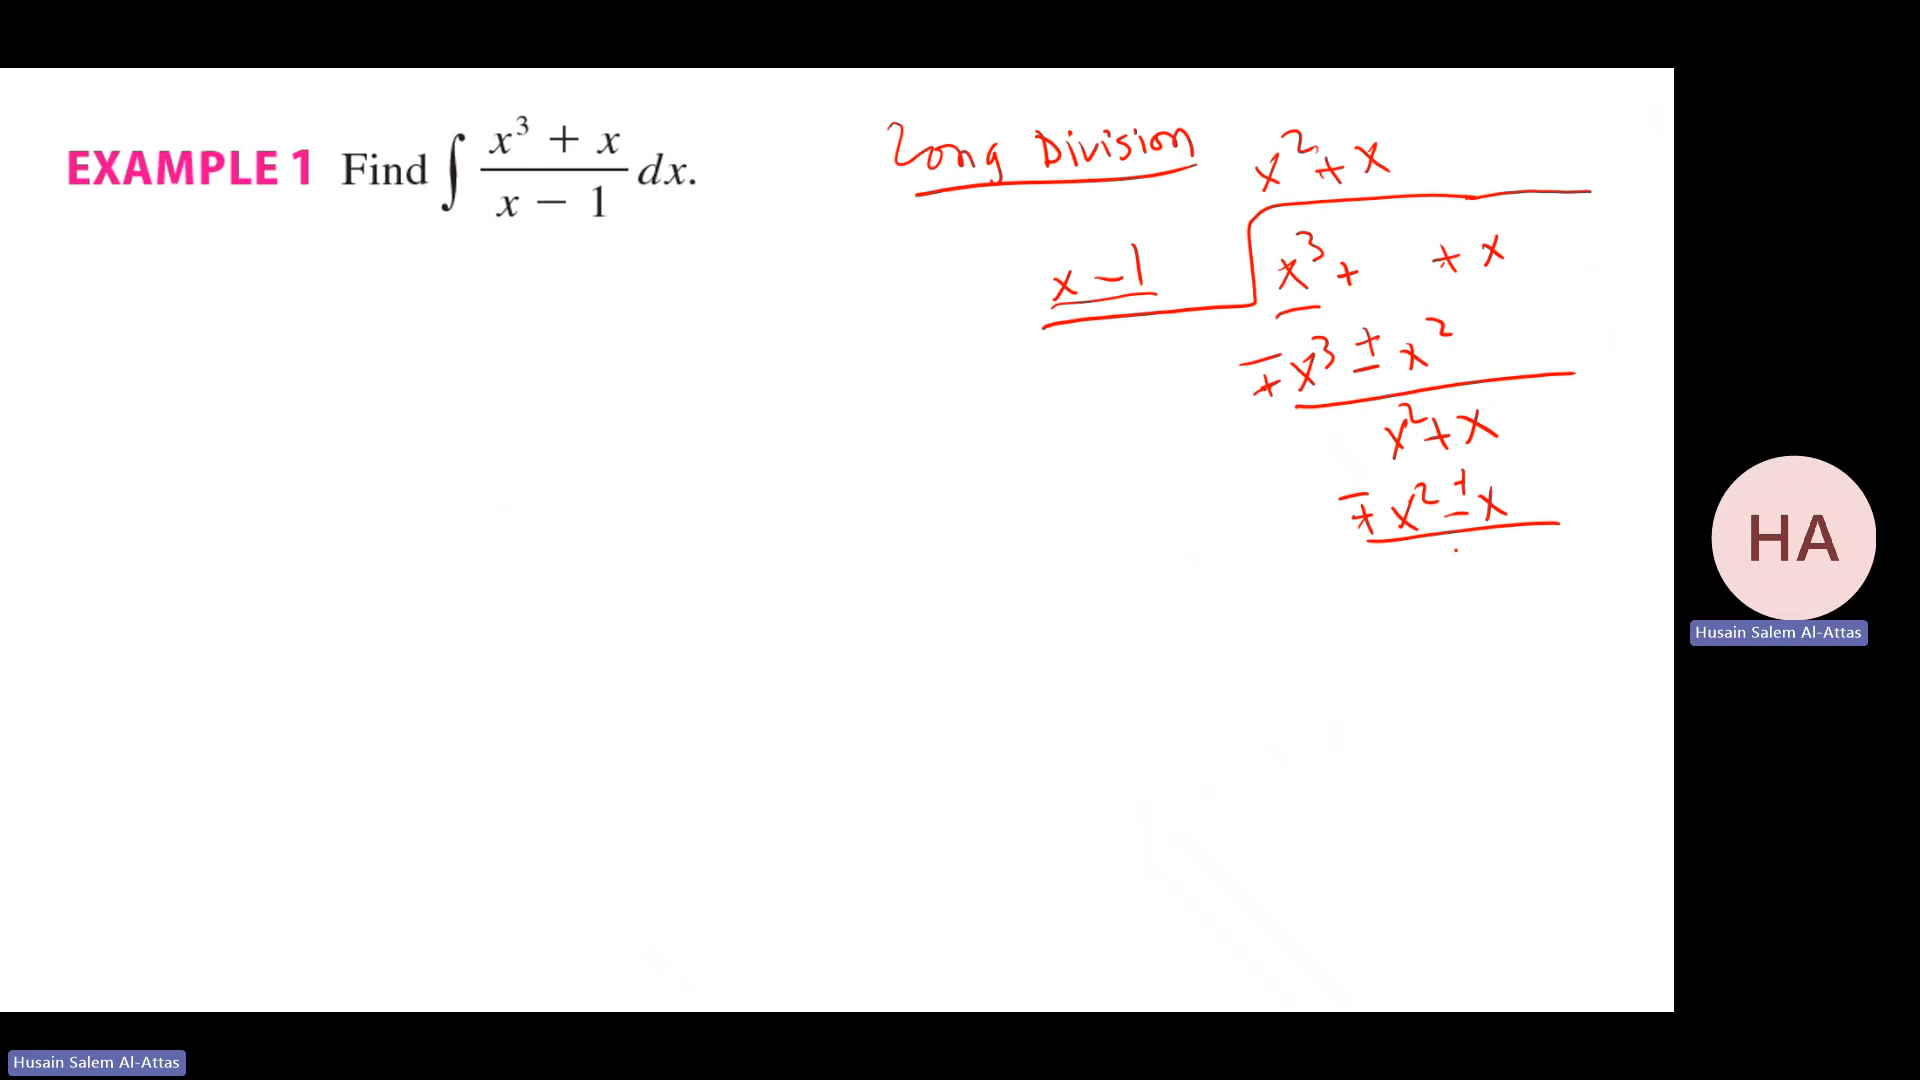 EXAMPLE 1 Find ∫ (x³ + x)/(x − 1) dx.
Long Division
x² + x
x − 1
x³ + + x
∓ x³ ± x²
x² + x
∓ x² ± x
HA
Husain Salem Al-Attas
Husain Salem Al-Attas